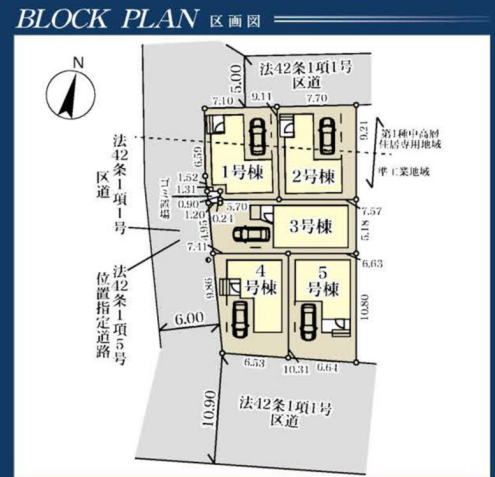 BLOCK PLAN 区画図
N
法42条1項1号
区道
5.00
7.10
9.11
7.70
9.21
第1種中高層
住居専用地域
準工業地域
1号棟
2号棟
6.59
1.52
1.31
0.90
1.20
0.24
5.70
ゴミ置場
7.57
3号棟
5.18
4.95
7.41
6.63
法42条1項1号
区道
法42条1項5号
位置指定道路
4
号棟
5
号棟
9.86
10.80
6.00
6.53
10.31
6.64
10.90
法42条1項1号
区道